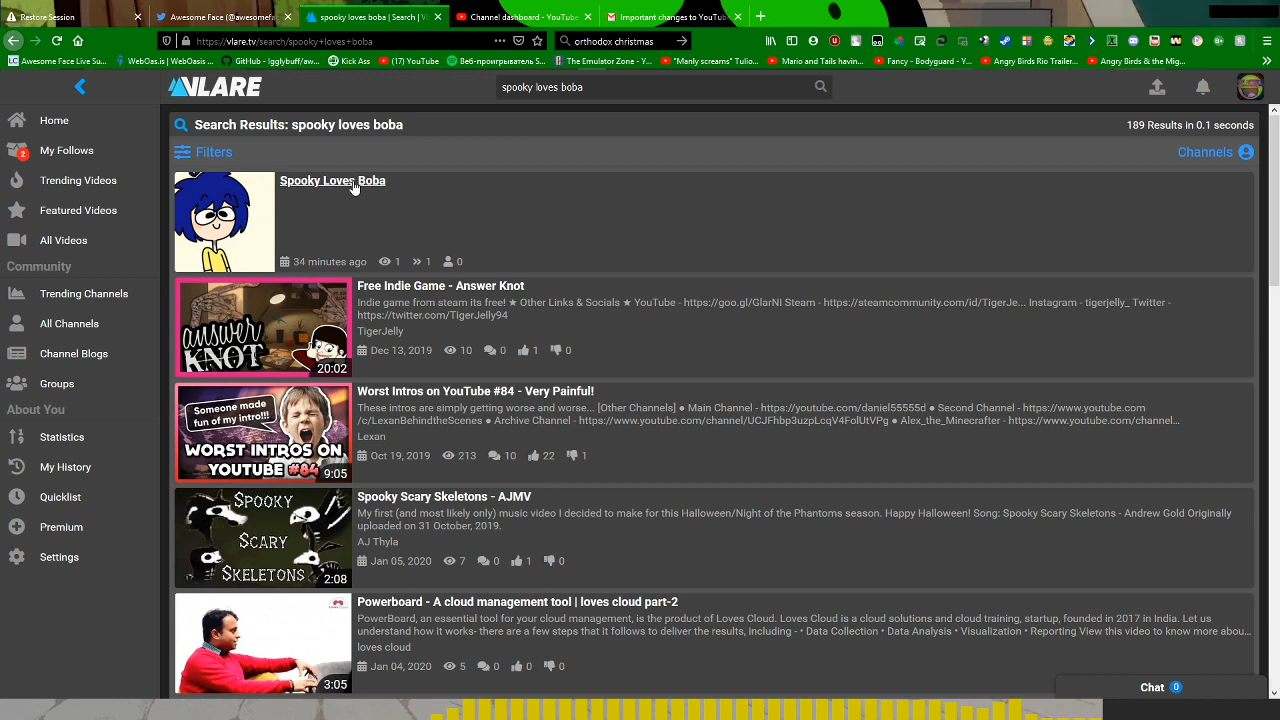 Restore Session
Awesome Face (@awesomefa
spooky loves boba | Search | Vl
Channel dashboard - YouTube
Important changes to YouTub
https://vlare.tv/search/spooky+loves+boba
orthodox christmas
Awesome Face Live Su...
WebOas.is | WebOasis ...
GitHub - Igglybuff/aw...
Kick Ass
(17) YouTube
Веб-проигрыватель S...
The Emulator Zone - Y...
"Manly screams" Tulio...
Mario and Tails havin...
Fancy - Bodyguard - Y...
Angry Birds Rio Trailer...
Angry Birds & the Mig...
VLARE
spooky loves boba
Home
2
My Follows
Trending Videos
Featured Videos
All Videos
Community
Trending Channels
All Channels
Channel Blogs
Groups
About You
Statistics
My History
Quicklist
Premium
Settings
Search Results: spooky loves boba
189 Results in 0.1 seconds
Filters
Channels
Spooky Loves Boba
34 minutes ago 1 1 0
Free Indie Game - Answer Knot
Indie game from steam its free! ★ Other Links & Socials ★ YouTube - https://goo.gl/GlarNI Steam - https://steamcommunity.com/id/TigerJe... Instagram - tigerjelly_ Twitter -
https://twitter.com/TigerJelly94
TigerJelly
Dec 13, 2019 10 0 1 0
answer
KNOT
20:02
Worst Intros on YouTube #84 - Very Painful!
These intros are simply getting worse and worse... [Other Channels] ● Main Channel - https://youtube.com/daniel55555d ● Second Channel - https://www.youtube.com
/c/LexanBehindtheScenes ● Archive Channel - https://www.youtube.com/channel/UCJFhbp3uzpLcqV4FolUtVPg ● Alex_the_Minecrafter - https://www.youtube.com/channel...
Lexan
Oct 19, 2019 213 10 22 1
Someone made
fun of my intro!!!
WORST INTROS ON
YOUTUBE #84
9:05
Spooky Scary Skeletons - AJMV
My first (and most likely only) music video I decided to make for this Halloween/Night of the Phantoms season. Happy Halloween! Song: Spooky Scary Skeletons - Andrew Gold Originally
uploaded on 31 October, 2019.
AJ Thyla
Jan 05, 2020 7 0 1 0
SPOOKY
SCARY
SKELETONS
2:08
Powerboard - A cloud management tool | loves cloud part-2
PowerBoard, an essential tool for your cloud management, is the product of Loves Cloud. Loves Cloud is a cloud solutions and cloud training, startup, founded in 2017 in India. Let us
understand how it works- there are a few steps that it follows to deliver the results, including - • Data Collection • Data Analysis • Visualization • Reporting View this video to know more abou...
loves cloud
Jan 04, 2020 5 0 0 0
3:05
Chat 0